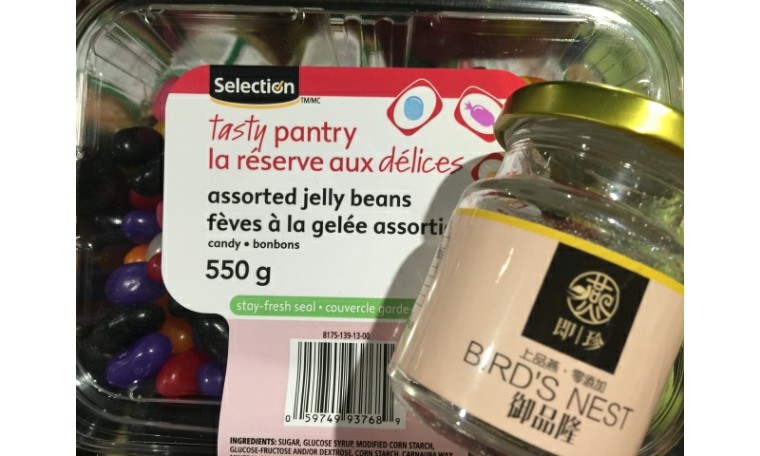 Selection
TM/MC
tasty pantry
la réserve aux délices
assorted jelly beans
fèves à la gelée assorti
candy • bonbons
550 g
stay-fresh seal • couvercle garde
8175-139-13-00
0 59749 93768 9
INGREDIENTS: SUGAR, GLUCOSE SYRUP, MODIFIED CORN STARCH,
GLUCOSE-FRUCTOSE AND/OR DEXTROSE, CORN STARCH, CARNAUBA WAX
燕
即珍
上品燕·零添加
BIRD'S NEST
御品隆